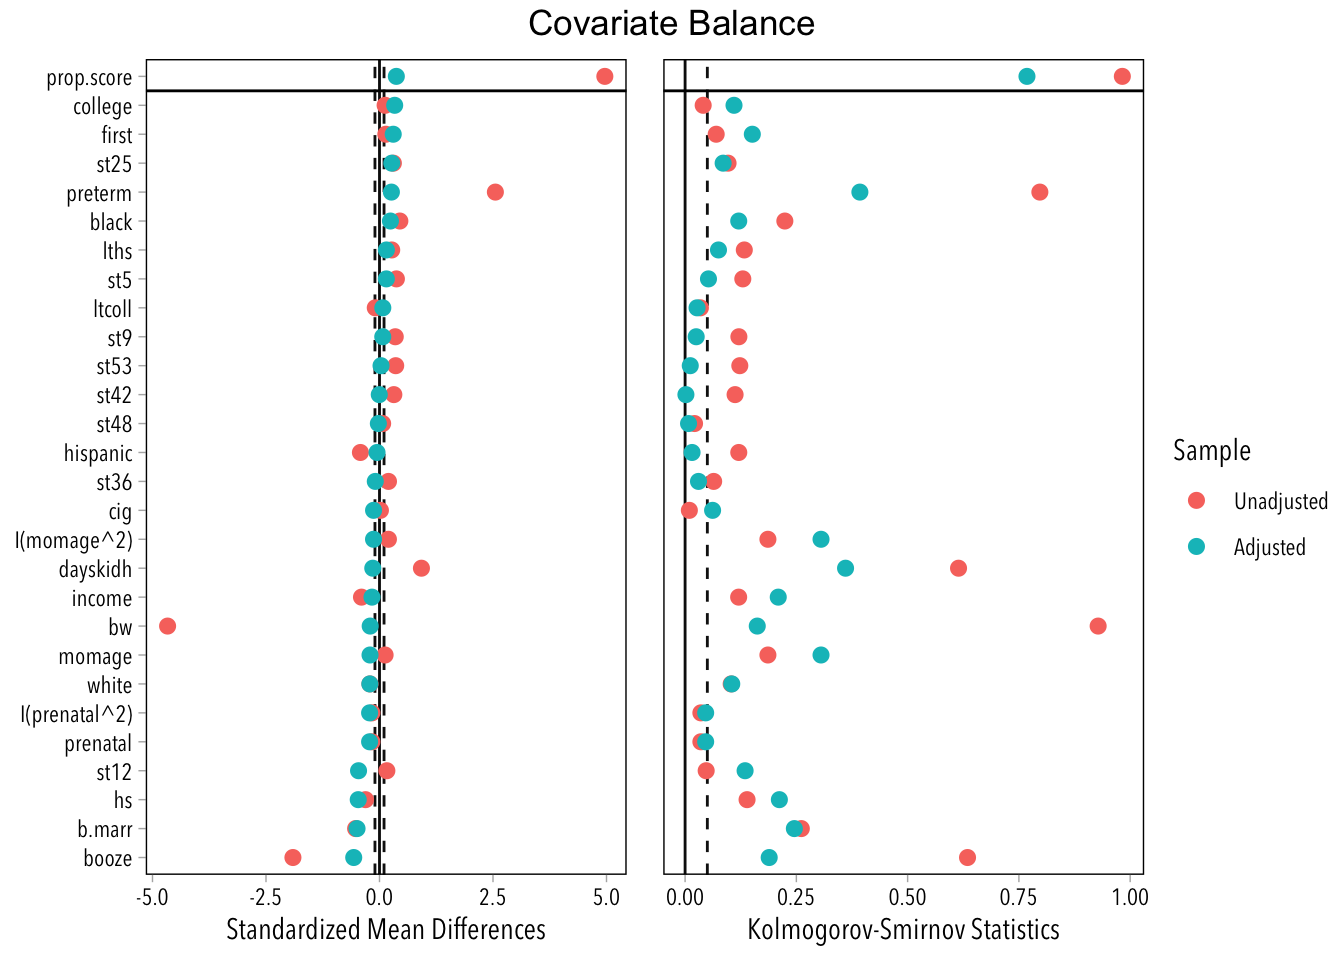 Covariate Balance
prop.score
college
first
st25
preterm
black
lths
st5
ltcoll
st9
st53
st42
st48
hispanic
st36
cig
I(momage^2)
dayskidh
income
bw
momage
white
I(prenatal^2)
prenatal
st12
hs
b.marr
booze
-5.0 -2.5 0.0 2.5 5.0
Standardized Mean Differences
0.00 0.25 0.50 0.75 1.00
Kolmogorov-Smirnov Statistics
Sample
Unadjusted
Adjusted